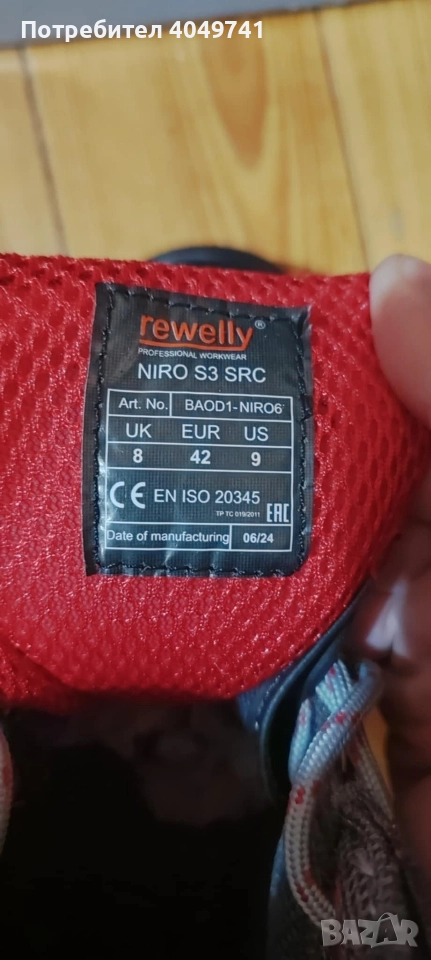 Потребител 4049741
rewelly®
PROFESSIONAL WORKWEAR
NIRO S3 SRC
Art. No. BAOD1-NIRO6
UK EUR US
8 42 9
CE EN ISO 20345 EAC
TP TC 019/2011
Date of manufacturing 06/24
BAZAR